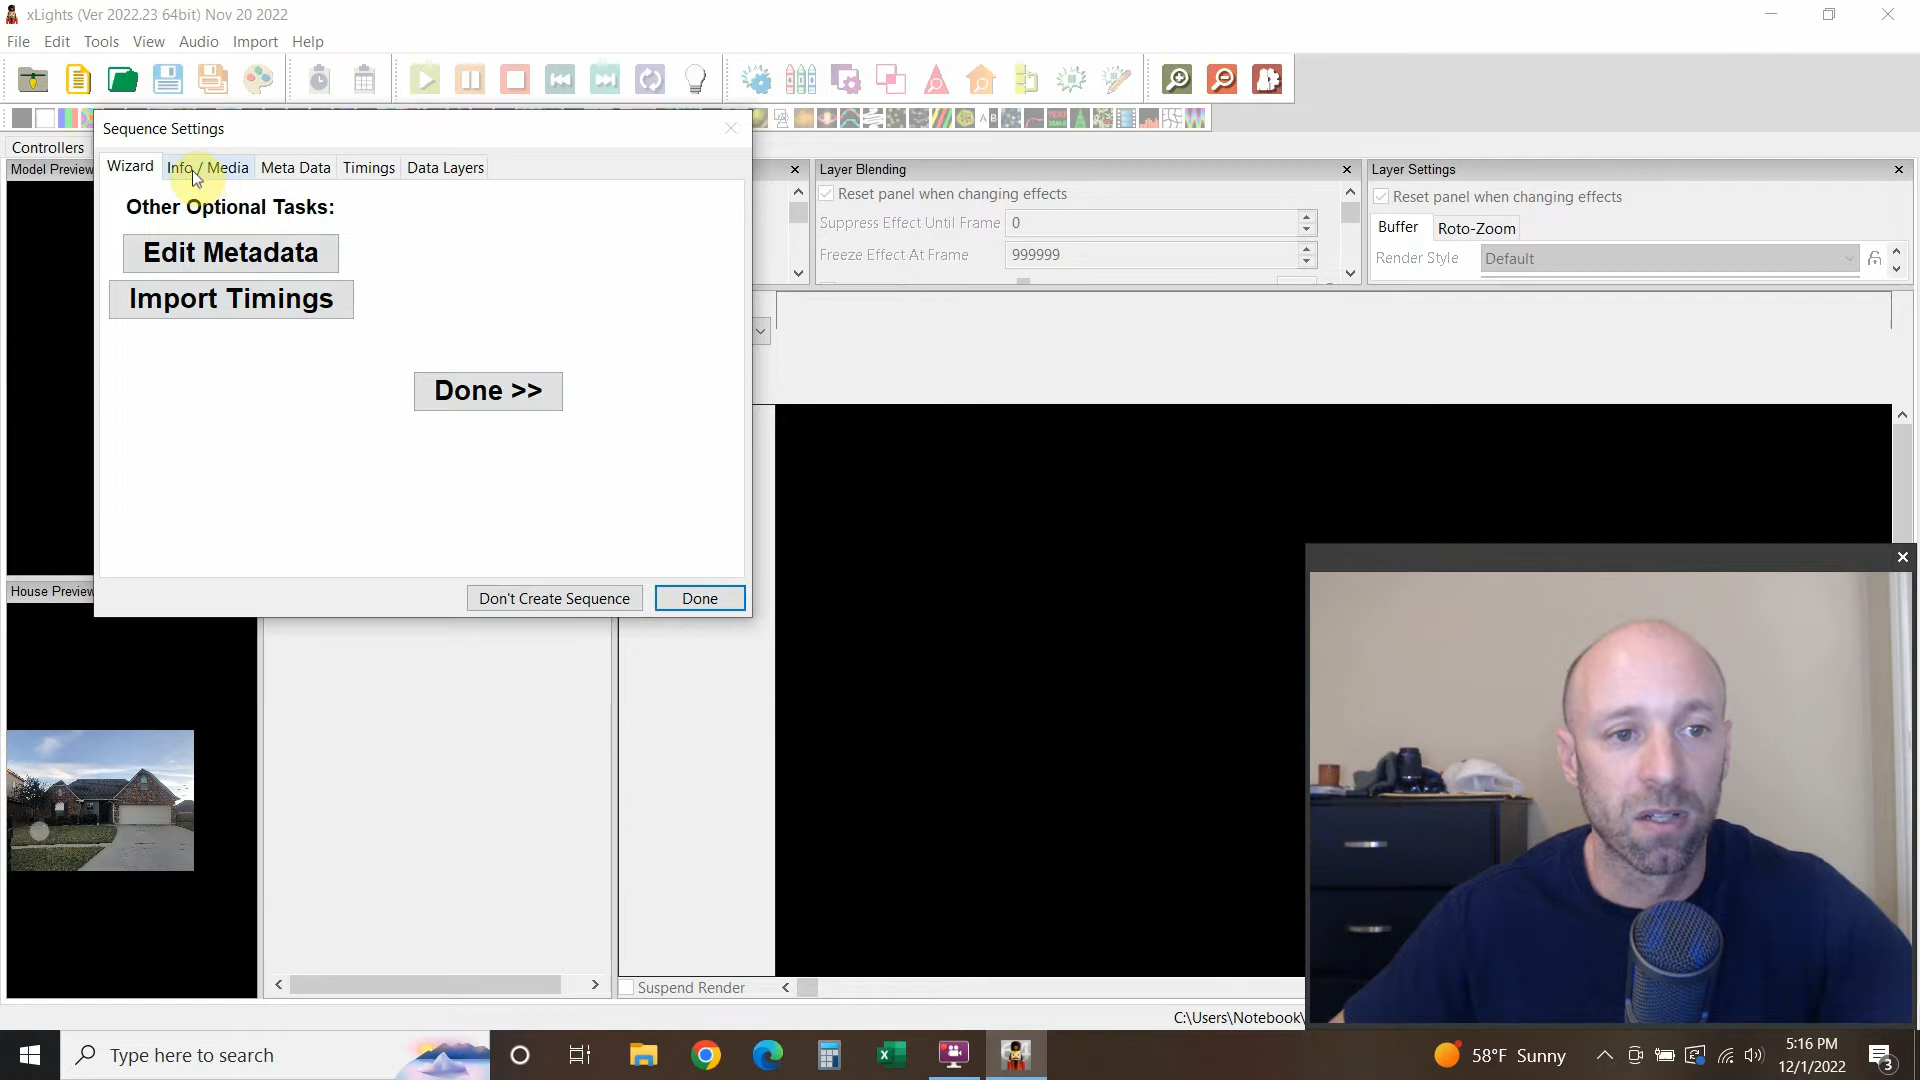 xLights (Ver 2022.23 64bit) Nov 20 2022
File Edit Tools View Audio Import Help
Sequence Settings
Controllers
Wizard Info / Media Meta Data Timings Data Layers
Model Preview
Layer Blending
Layer Settings
Reset panel when changing effects
Reset panel when changing effects
Other Optional Tasks:
Suppress Effect Until Frame 0
Buffer Roto-Zoom
Edit Metadata
Freeze Effect At Frame 999999
Render Style Default
Import Timings
Done >>
House Preview
Don't Create Sequence Done
Suspend Render
C:\Users\Notebook\
Type here to search
58°F Sunny
5:16 PM
12/1/2022
3